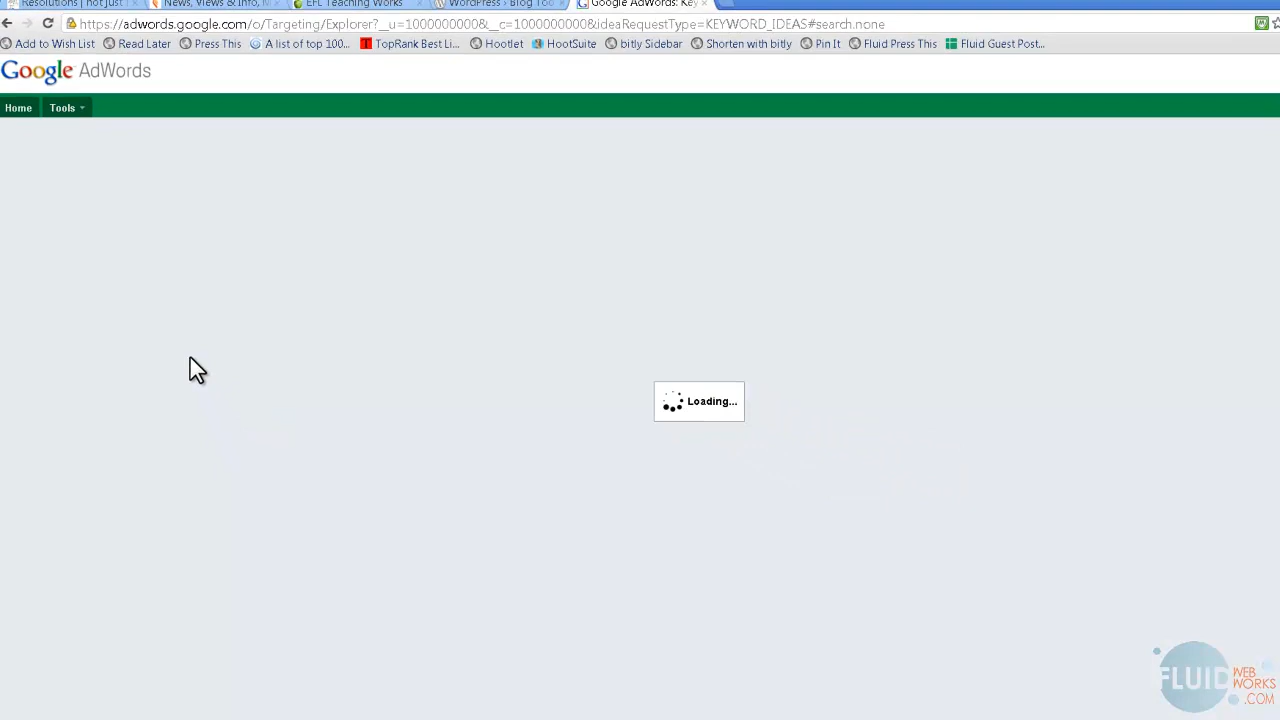 Resolutions | not Just News, Views & Info, M EFL Teaching Works WordPress › Blog Too Google AdWords: Key
https://adwords.google.com/o/Targeting/Explorer?__u=1000000000&__c=1000000000&ideaRequestType=KEYWORD_IDEAS#search.none
Add to Wish List Read Later Press This A list of top 100... TopRank Best Li... Hootlet HootSuite bitly Sidebar Shorten with bitly Pin It Fluid Press This Fluid Guest Post...
Google AdWords
Home Tools
Loading...
FLUID WEB
WORKS
.COM